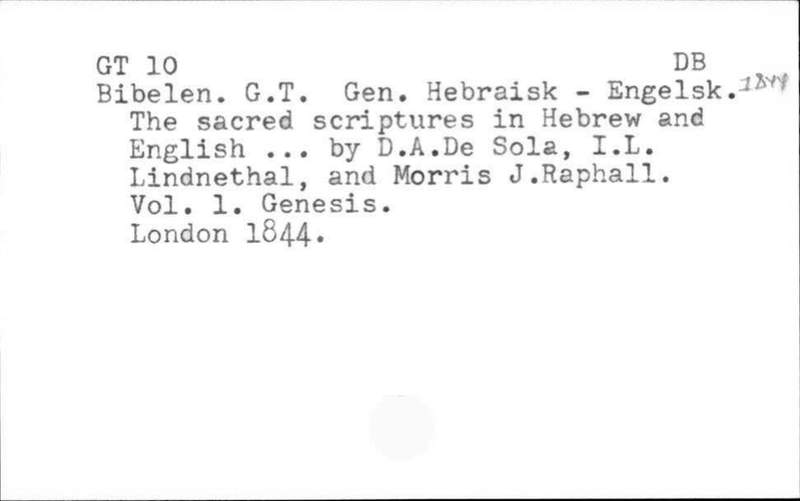 GT 10 DB
Bibelen. G.T. Gen. Hebraisk - Engelsk. 1844
The sacred scriptures in Hebrew and
English ... by D.A.De Sola, I.L.
Lindnethal, and Morris J.Raphall.
Vol. 1. Genesis.
London 1844.